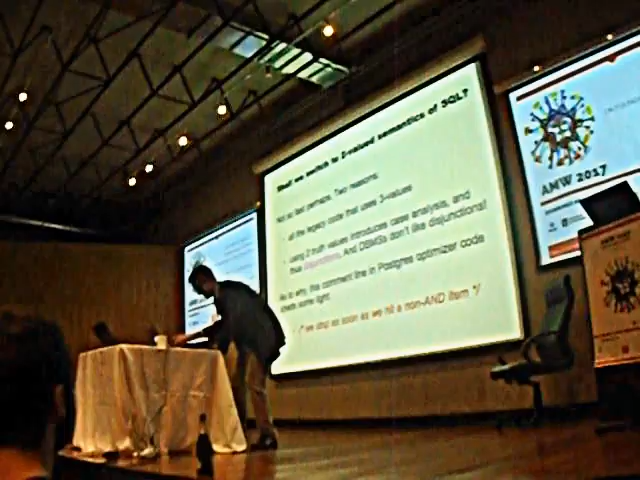 Shall we switch to 2-valued semantics of SQL?
Not so fast perhaps. Two reasons:
- all the legacy code that uses 3-values
- using 2 truth values introduces case analysis, and
thus disjunctions. And DBMSs don't like disjunctions!
As to why, this comment line in Postgres optimizer code
sheds some light:
/* we stop as soon as we hit a non-AND item */
AMW 2017